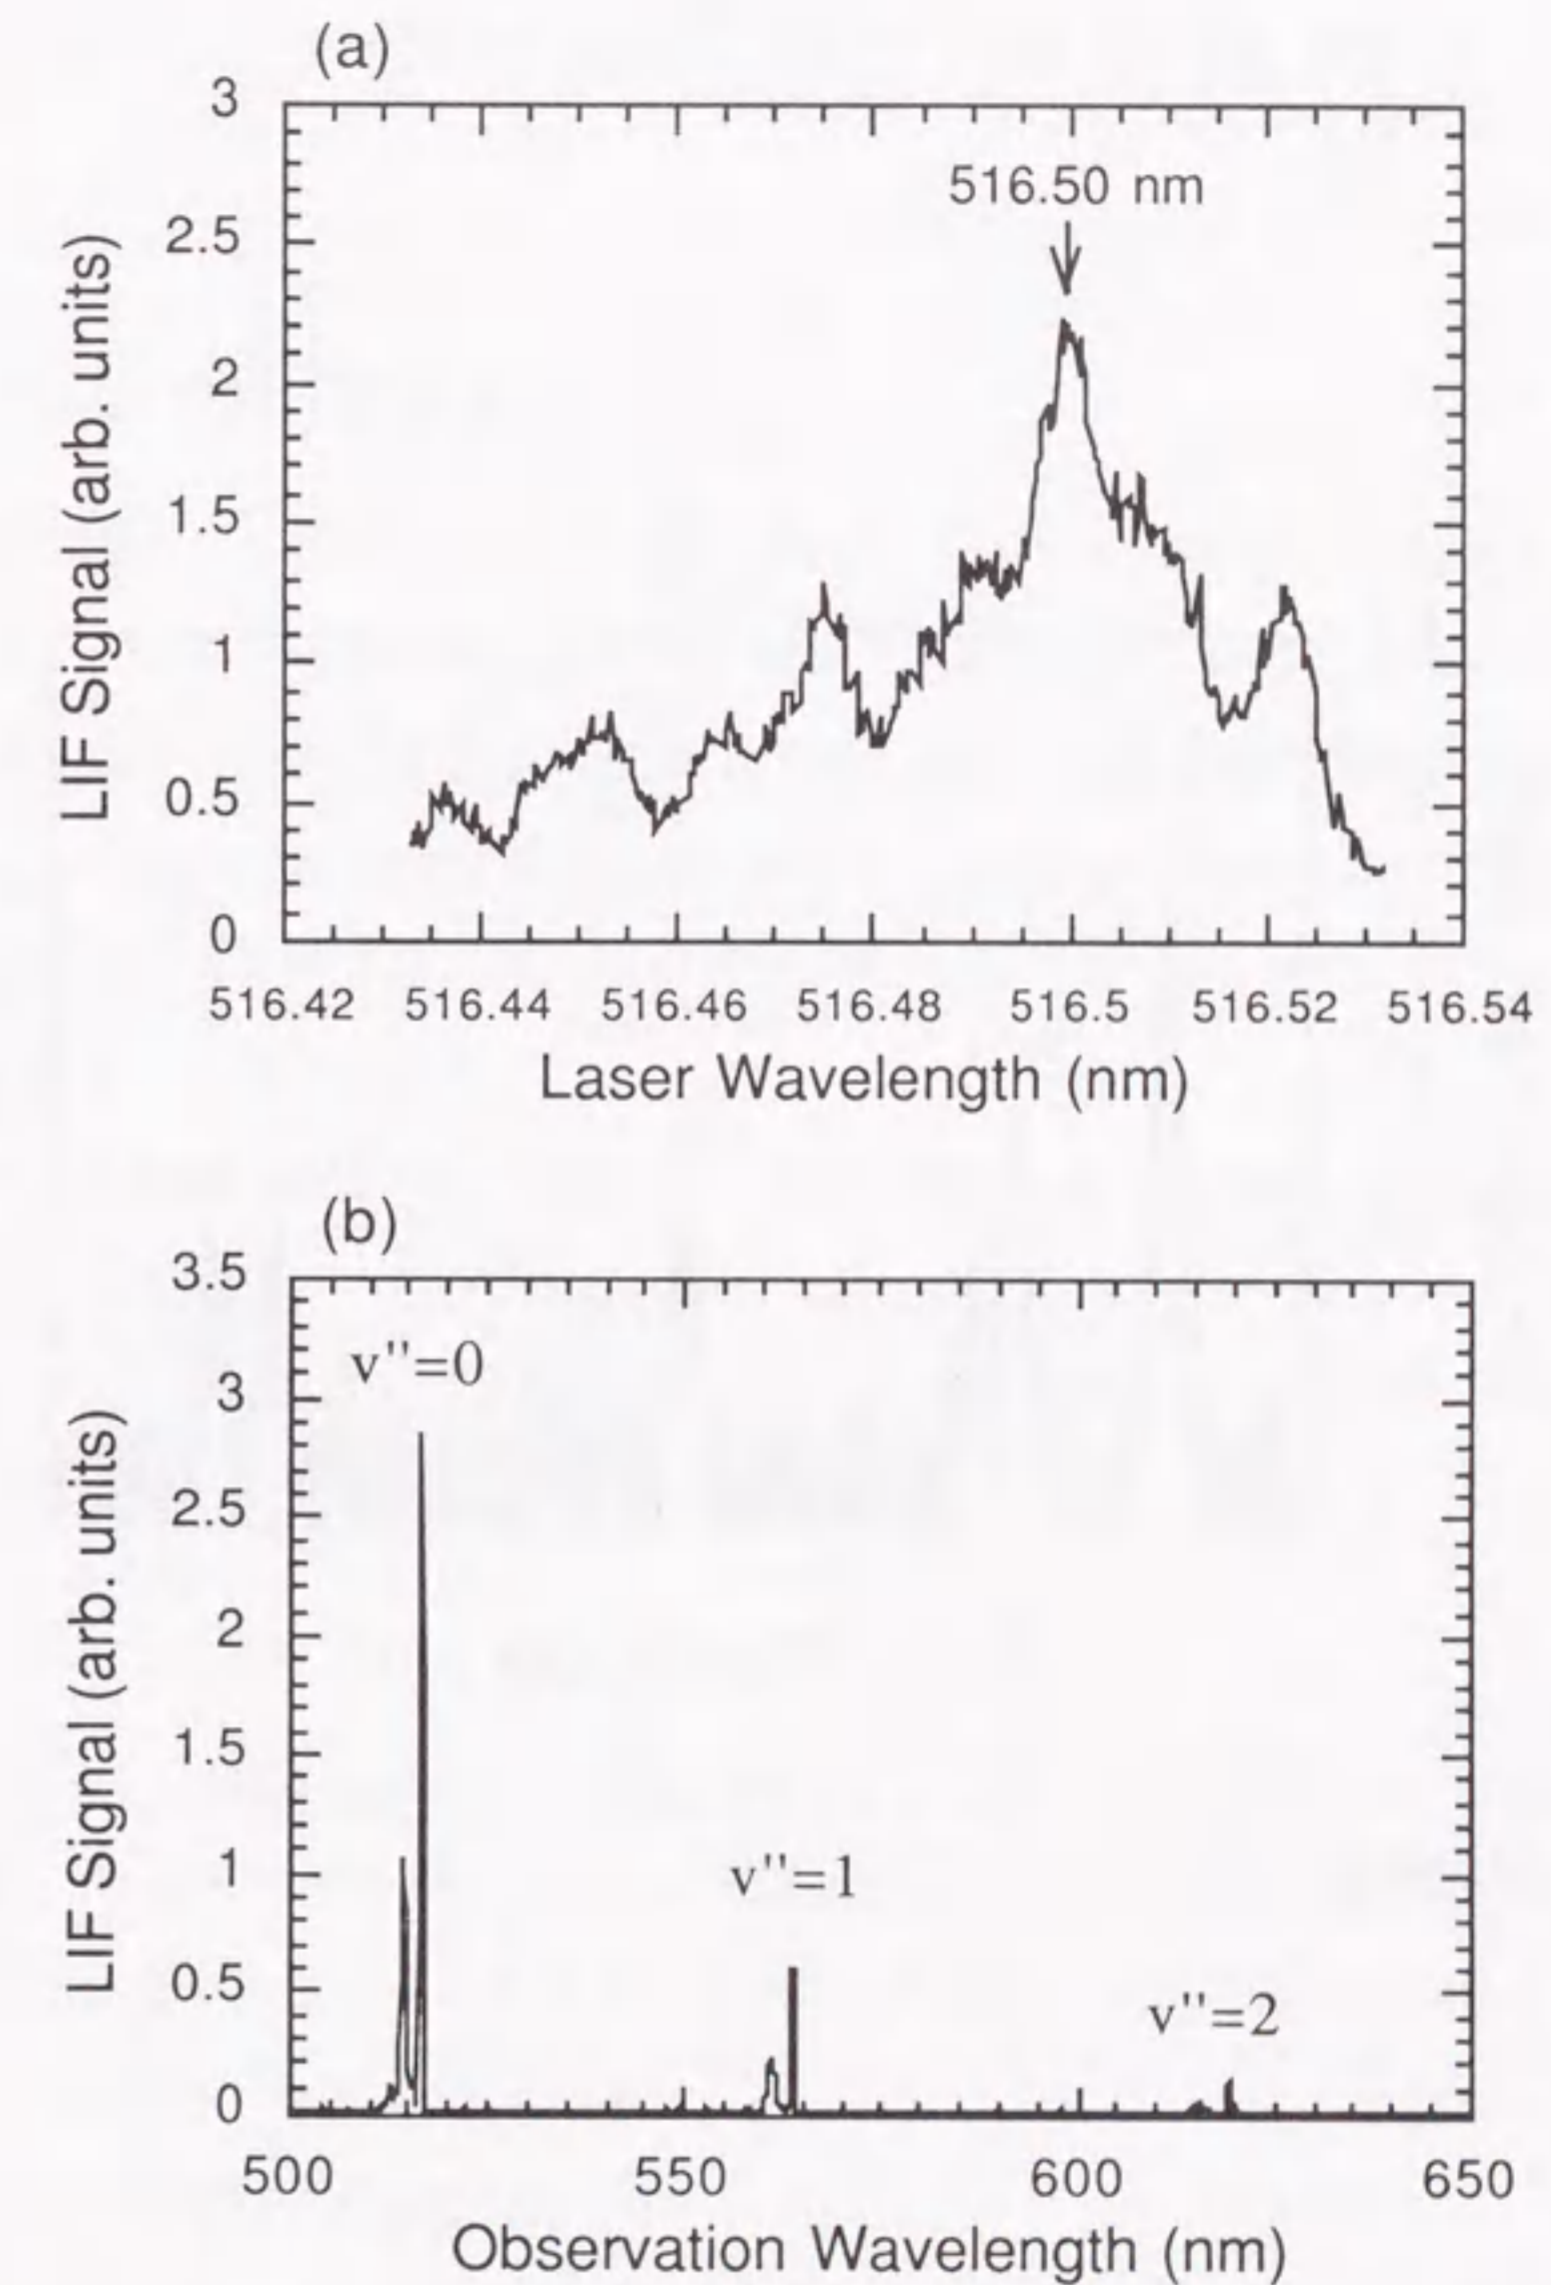 (a)
3
516.50 nm
2.5
2
1.5
1
0.5
0
LIF Signal (arb. units)
516.42 516.44 516.46 516.48 516.5 516.52 516.54
Laser Wavelength (nm)
(b)
3.5
v''=0
3
2.5
2
1.5
1
v''=1
0.5
v''=2
0
LIF Signal (arb. units)
500 550 600 650
Observation Wavelength (nm)